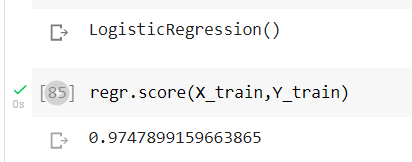 LogisticRegression()
[85] regr.score(X_train,Y_train)
0s
0.9747899159663865